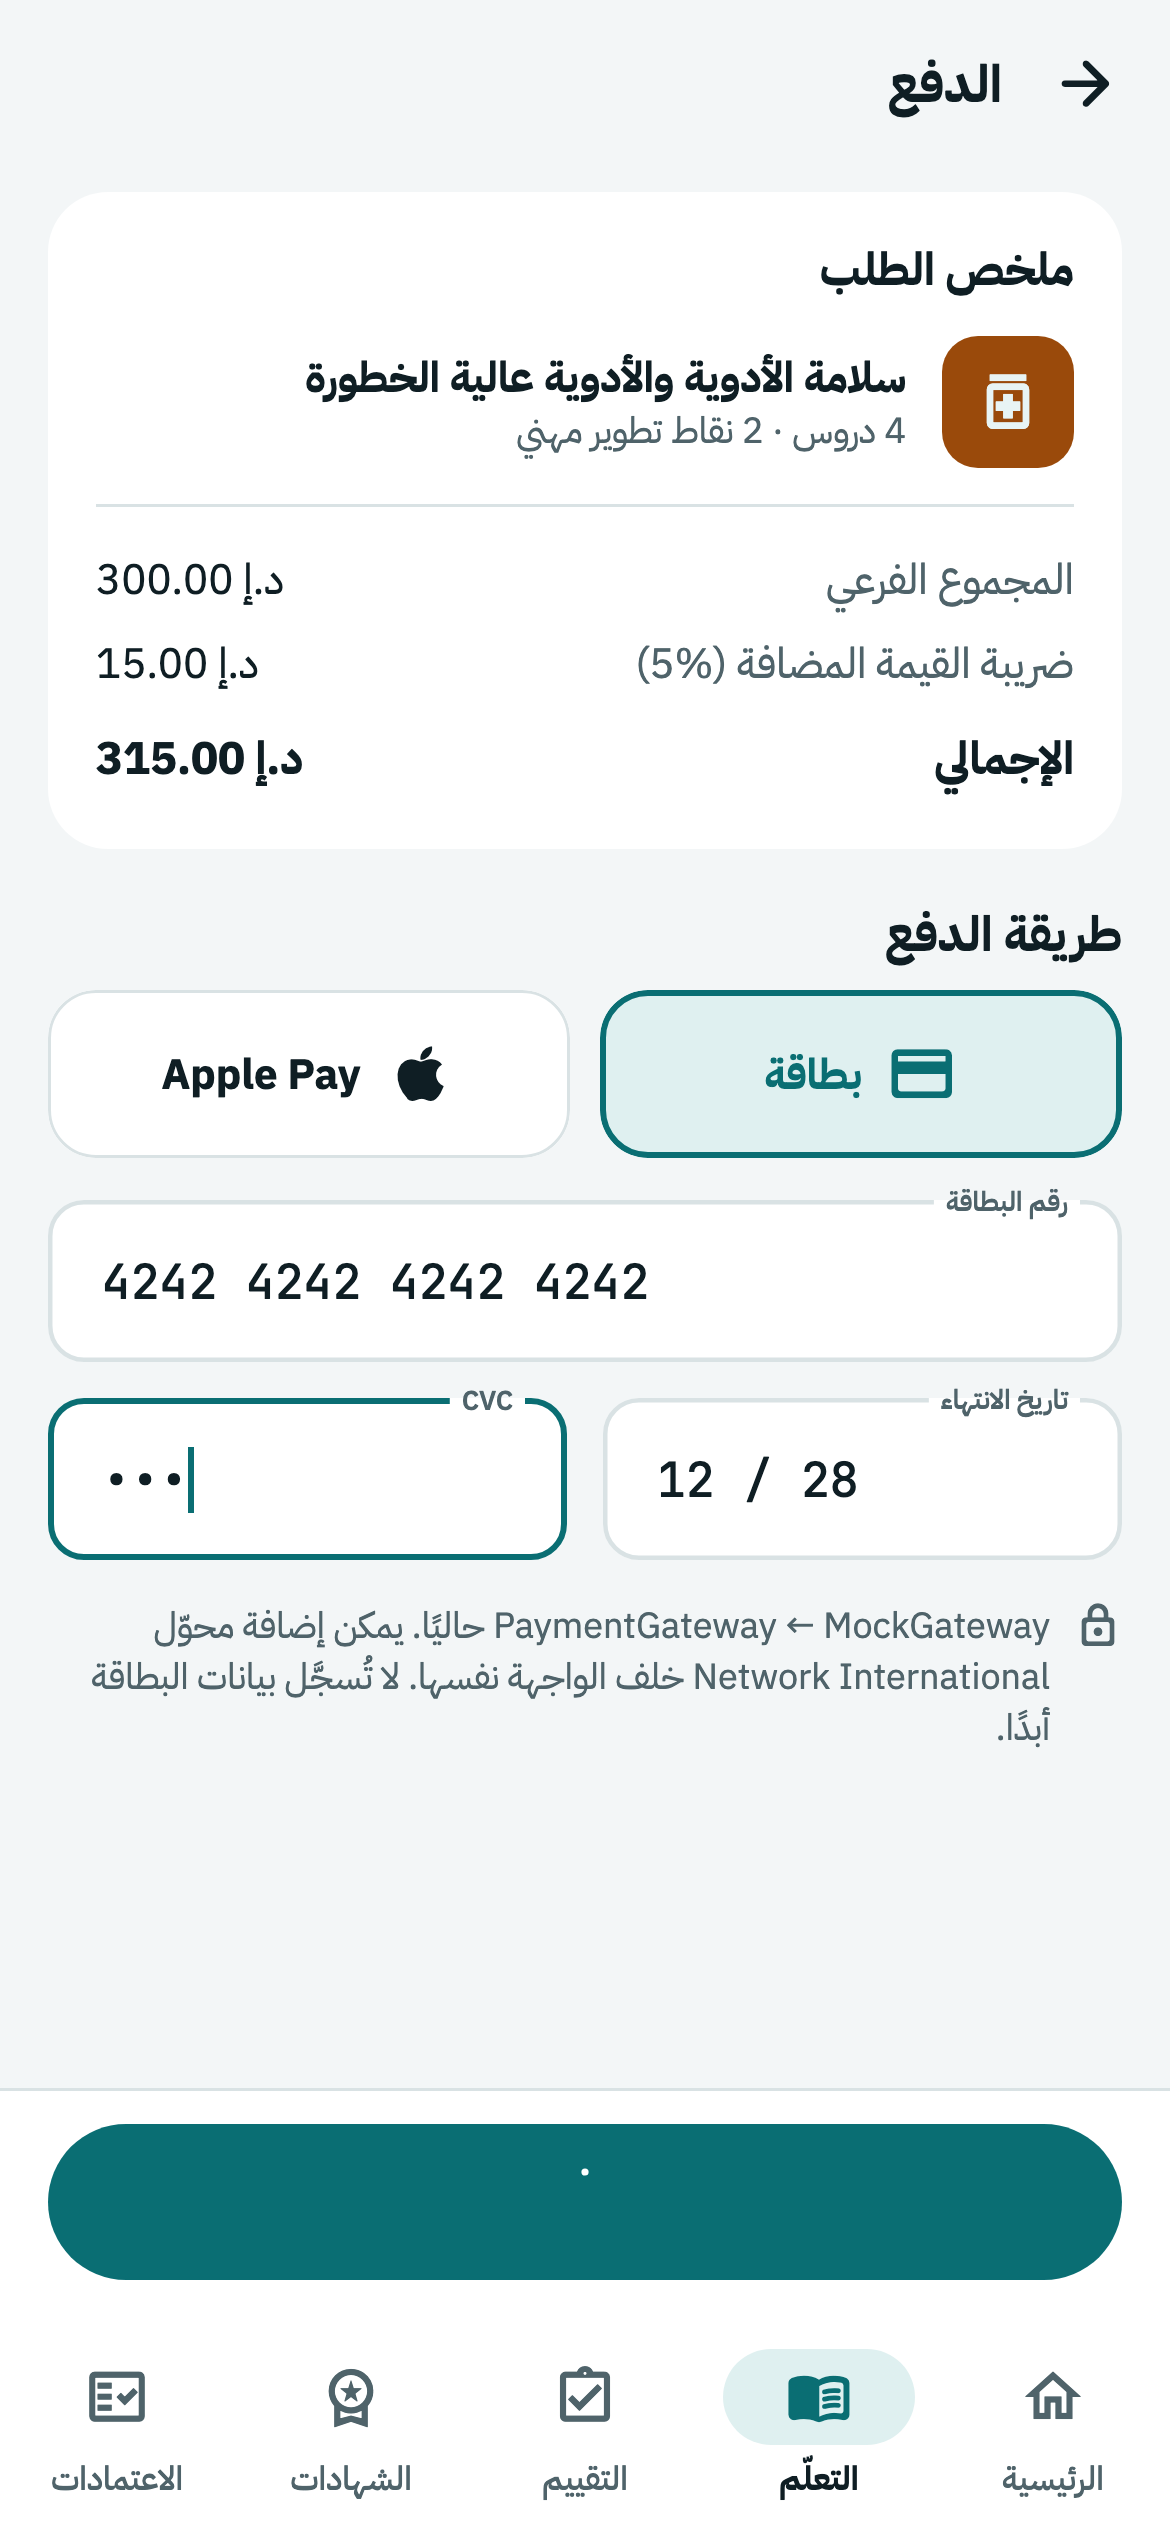 الدفع
ملخص الطلب
سلامة الأدوية والأدوية عالية الخطورة
4 دروس · 2 نقاط تطوير مهني
المجموع الفرعي
د.إ 300.00
ضريبة القيمة المضافة (5%)
د.إ 15.00
الإجمالي
د.إ 315.00
طريقة الدفع
بطاقة
Apple Pay
رقم البطاقة
4242 4242 4242 4242
تاريخ الانتهاء
12 / 28
CVC
•••
PaymentGateway ← MockGateway حاليًا. يمكن إضافة محوّل
Network International خلف الواجهة نفسها. لا تُسجَّل بيانات البطاقة
أبدًا.
الرئيسية
التعلّم
التقييم
الشهادات
الاعتمادات